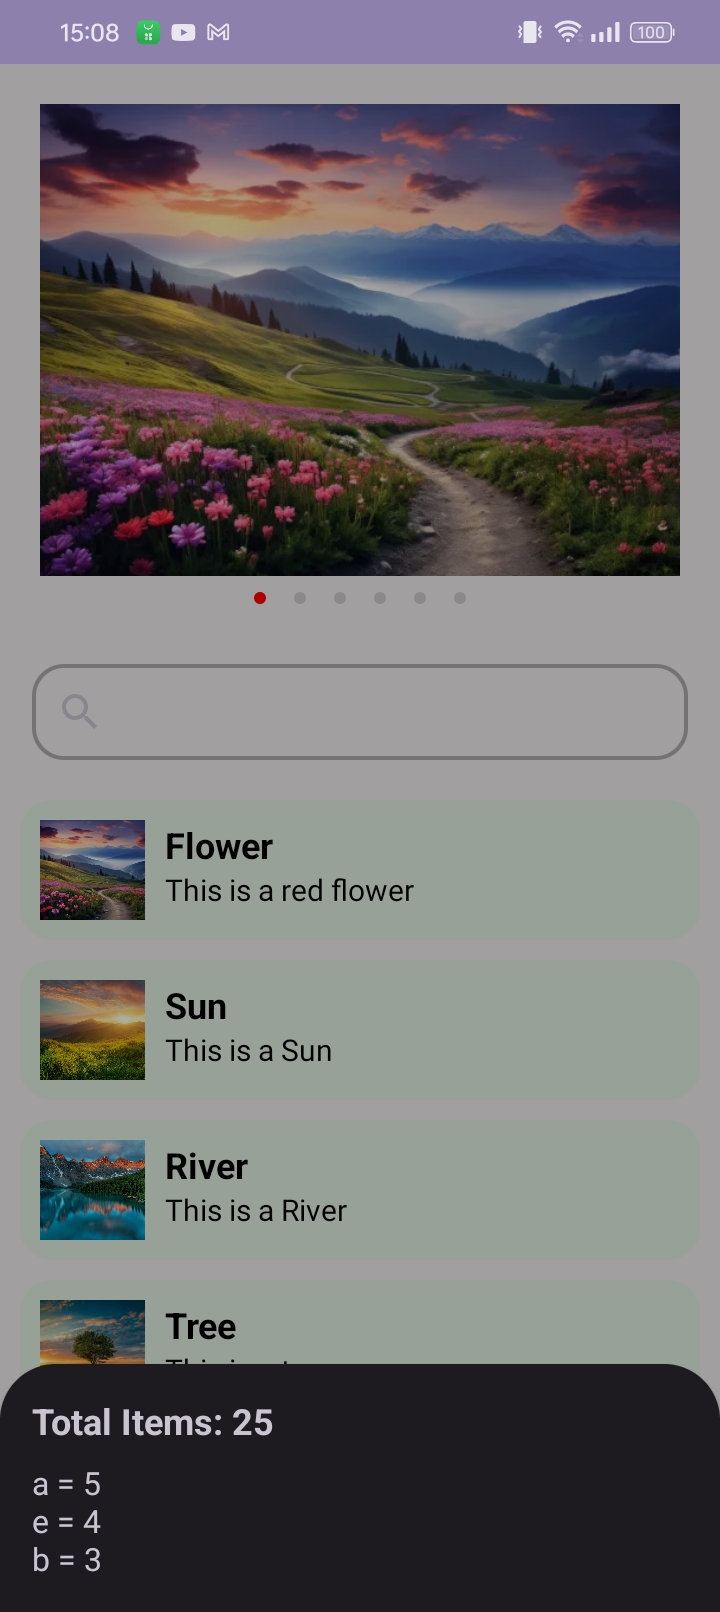 15:08
100
Flower
This is a red flower
Sun
This is a Sun
River
This is a River
Tree
Total Items: 25
a = 5
e = 4
b = 3